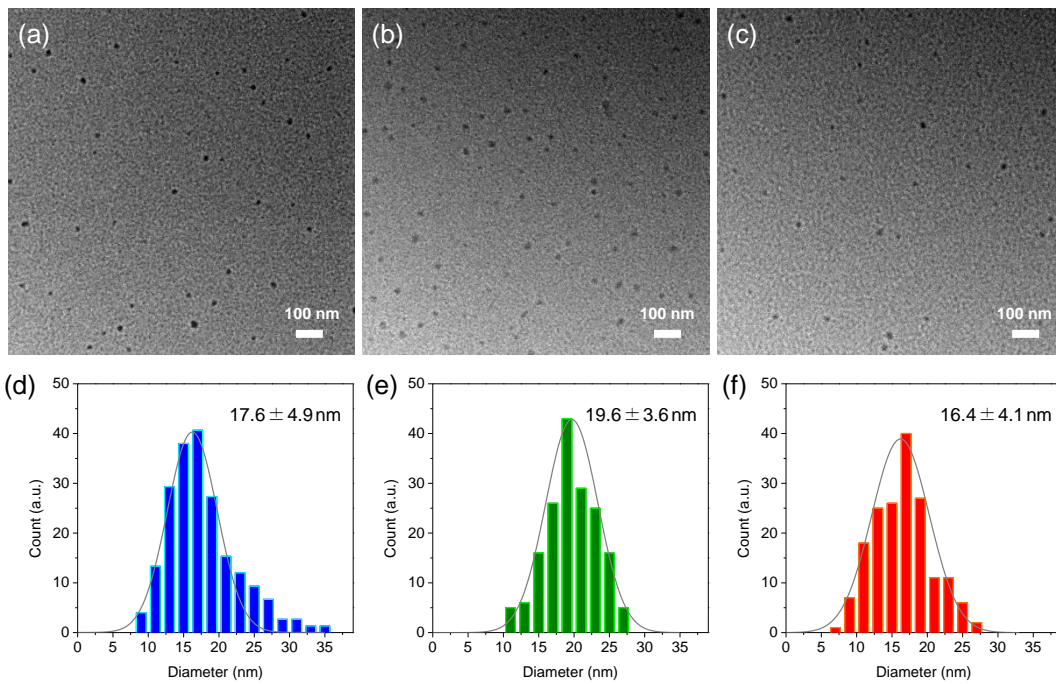 (a)
(b)
(c)
100 nm
100 nm
100 nm
(d)
(e)
(f)
17.6 ± 4.9 nm
19.6 ± 3.6 nm
16.4 ± 4.1 nm
Count (a.u.)
50
40
30
20
10
0
0 5 10 15 20 25 30 35
Diameter (nm)
Count (a.u.)
50
40
30
20
10
0
0 5 10 15 20 25 30 35
Diameter (nm)
Count (a.u.)
50
40
30
20
10
0
0 5 10 15 20 25 30 35
Diameter (nm)